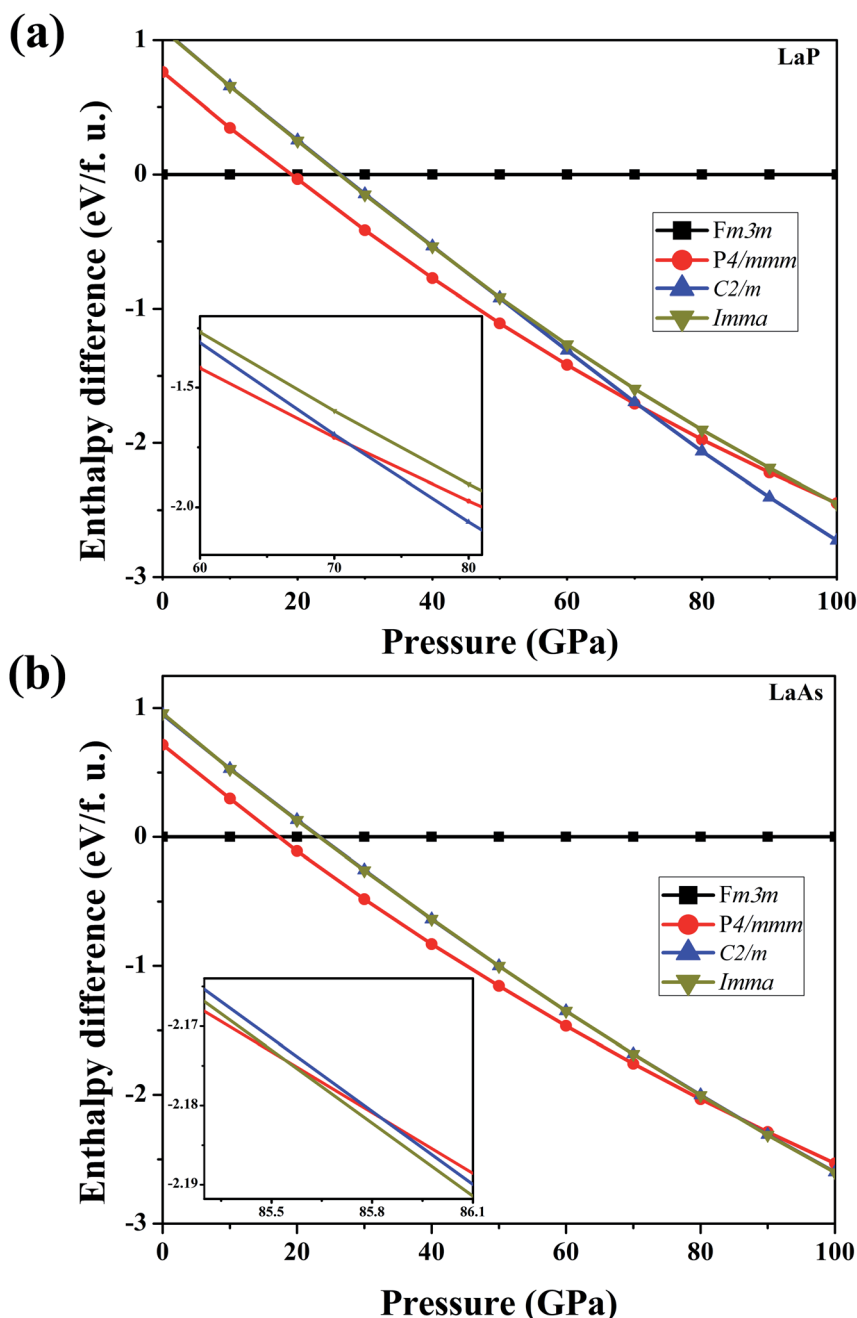 (a)
LaP
Enthalpy difference (eV/f. u.)
1
0
-1
-2
-3
Fm3m
P4/mmm
C2/m
Imma
-1.5
-2.0
60
70
80
0
20
40
60
80
100
Pressure (GPa)
(b)
LaAs
Enthalpy difference (eV/f. u.)
1
0
-1
-2
-3
Fm3m
P4/mmm
C2/m
Imma
-2.17
-2.18
-2.19
85.5
85.8
86.1
0
20
40
60
80
100
Pressure (GPa)